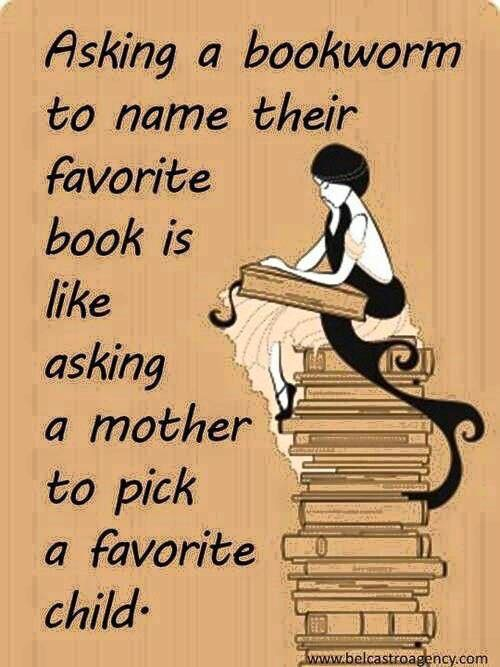 Asking a bookworm
to name their
favorite
book is
like
asking
a mother
to pick
a favorite
child.
www.belcastroagency.com